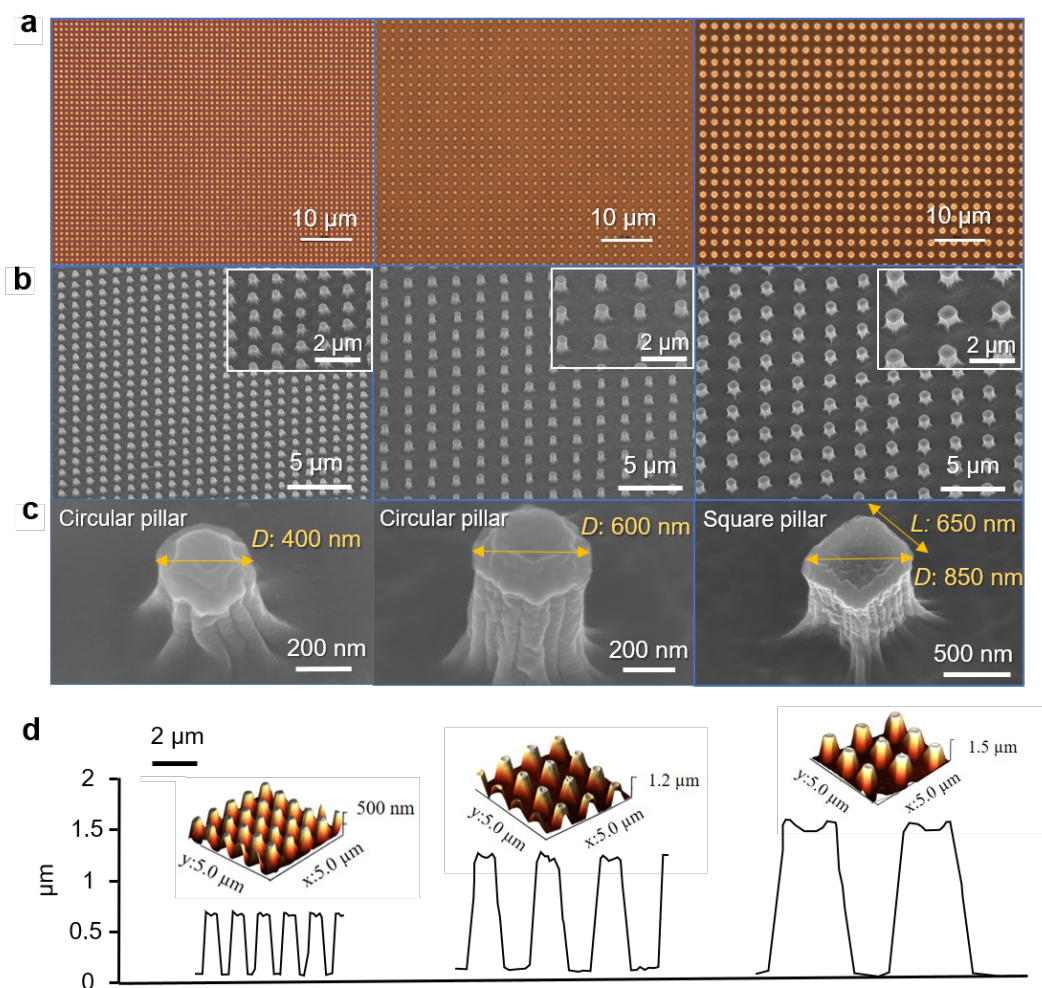 a
10 µm
10 µm
10 µm
b
2 µm
2 µm
2 µm
5 µm
5 µm
5 µm
c
Circular pillar
D: 400 nm
200 nm
Circular pillar
D: 600 nm
200 nm
Square pillar
L: 650 nm
D: 850 nm
500 nm
d
2 µm
µm
2
1.5
1
0.5
0
500 nm
y:5.0 µm
x:5.0 µm
1.2 µm
y:5.0 µm
x:5.0 µm
1.5 µm
y:5.0 µm
x:5.0 µm